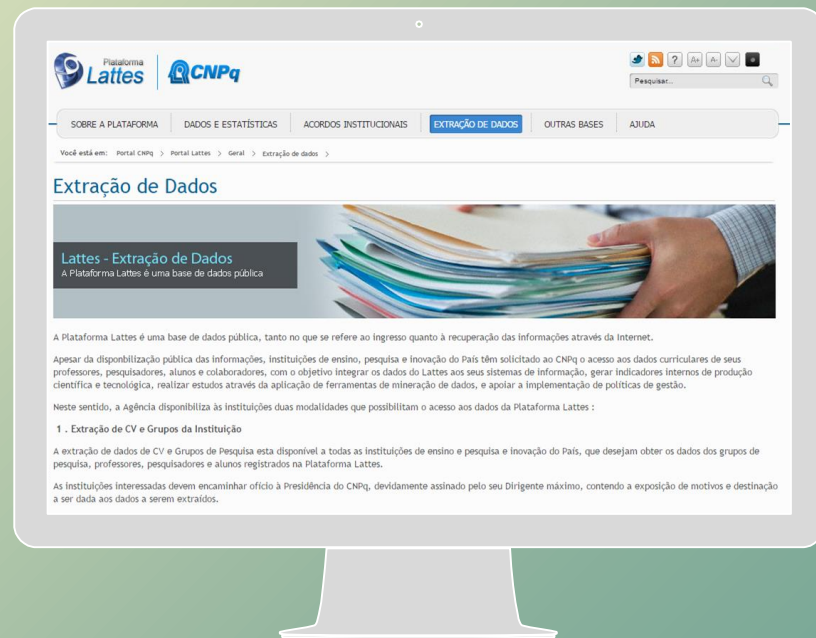 Plataforma
Lattes
CNPq
? A+ A-
Pesquisar...
SOBRE A PLATAFORMA DADOS E ESTATÍSTICAS ACORDOS INSTITUCIONAIS EXTRAÇÃO DE DADOS OUTRAS BASES AJUDA
Você está em: Portal CNPq > Portal Lattes > Geral > Extração de dados >
Extração de Dados
Lattes - Extração de Dados
A Plataforma Lattes é uma base de dados pública
A Plataforma Lattes é uma base de dados pública, tanto no que se refere ao ingresso quanto à recuperação das informações através da Internet.
Apesar da disponbilização pública das informações, instituições de ensino, pesquisa e inovação do País têm solicitado ao CNPq o acesso aos dados curriculares de seus
professores, pesquisadores, alunos e colaboradores, com o objetivo integrar os dados do Lattes aos seus sistemas de informação, gerar indicadores internos de produção
científica e tecnológica, realizar estudos através da aplicação de ferramentas de mineração de dados, e apoiar a implementação de políticas de gestão.
Neste sentido, a Agência disponibiliza às instituições duas modalidades que possibilitam o acesso aos dados da Plataforma Lattes :
1 . Extração de CV e Grupos da Instituição
A extração de dados de CV e Grupos de Pesquisa esta disponível a todas as instituições de ensino e pesquisa e inovação do País, que desejam obter os dados dos grupos de
pesquisa, professores, pesquisadores e alunos registrados na Plataforma Lattes.
As instituições interessadas devem encaminhar ofício à Presidência do CNPq, devidamente assinado pelo seu Dirigente máximo, contendo a exposição de motivos e destinação
a ser dada aos dados a serem extraídos.